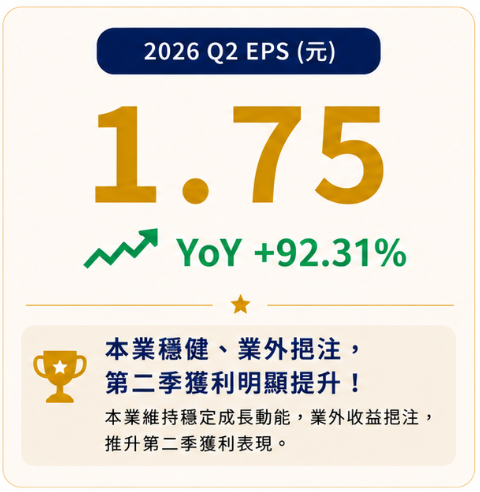 2026 Q2 EPS (元)
1.75
YoY +92.31%
本業穩健、業外挹注，
第二季獲利明顯提升！
本業維持穩定成長動能，業外收益挹注，
推升第二季獲利表現。